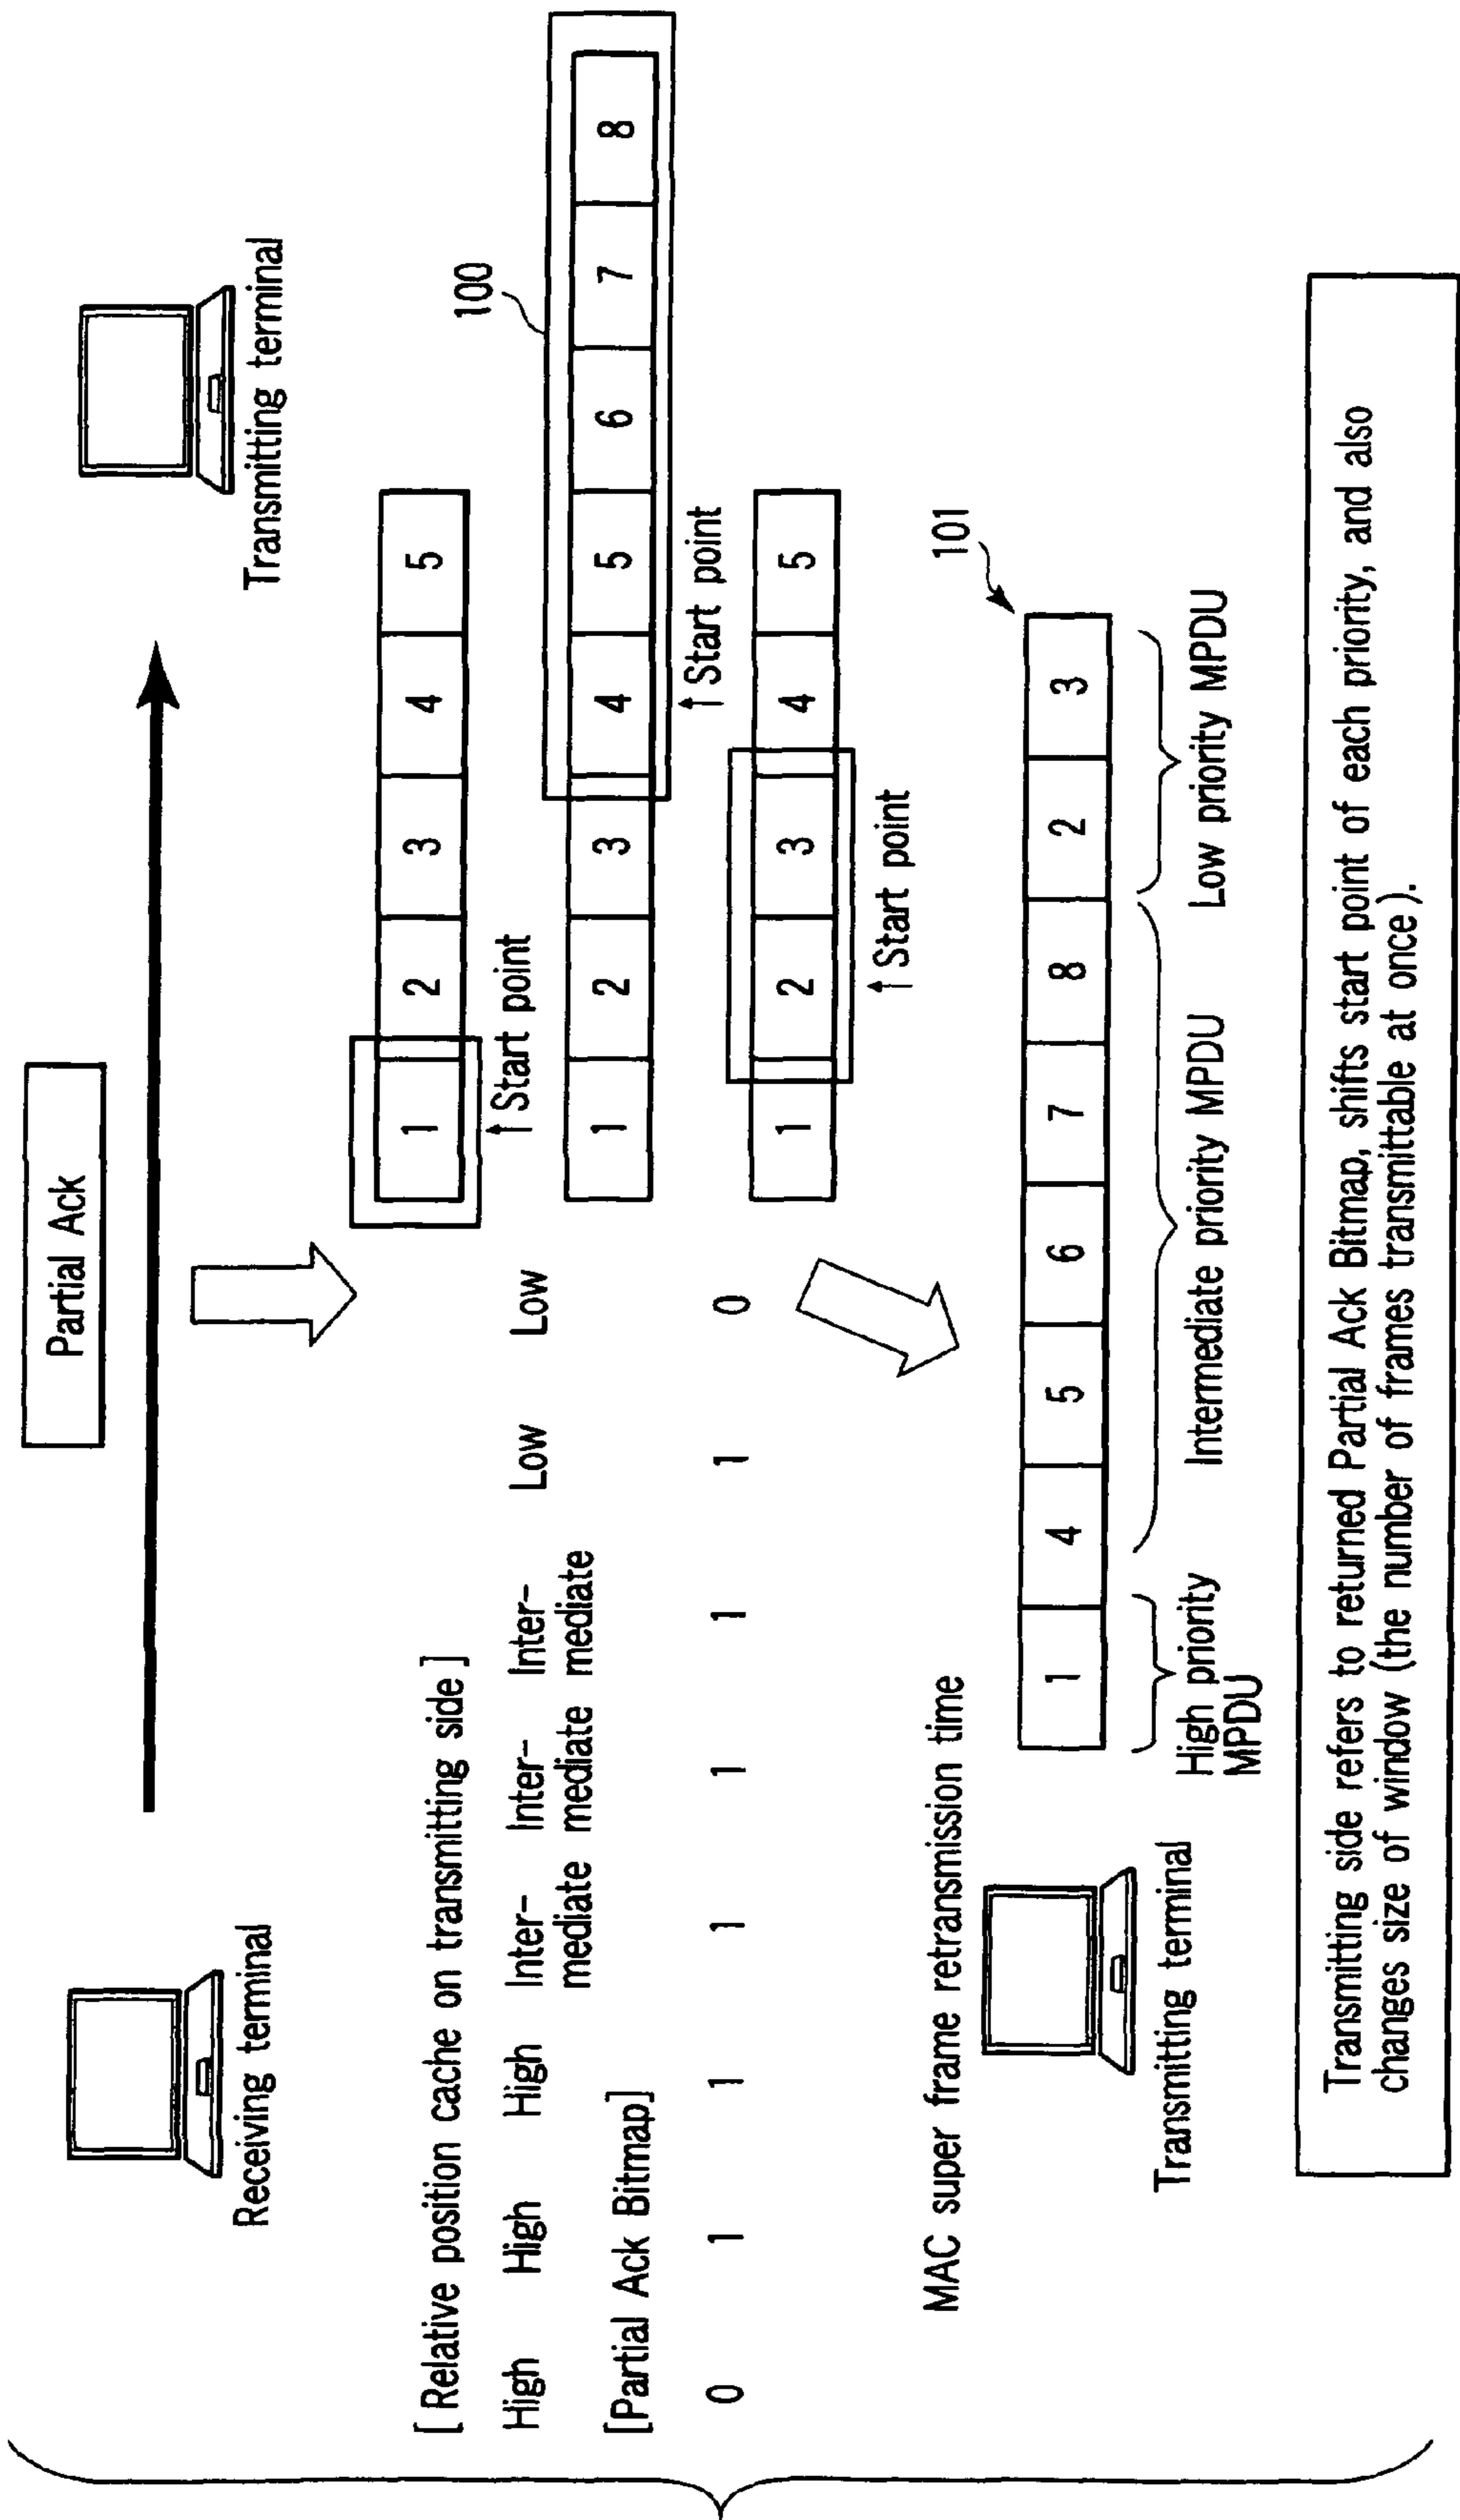 Partial Ack
Receiving terminal
Transmitting terminal
[ Relative position cache on transmitting side ]
High High High Inter- Inter- Inter- Low Low
mediate mediate mediate
[Partial Ack Bitmap]
0 1 1 1 1 1 1 0
1 2 3 4 5
Start point
100
1 2 3 4 5 6 7 8
Start point
1 2 3 4 5
Start point
MAC super frame retransmission time
101
Transmitting terminal
1 4 5 6 7 8 2 3
High priority
MPDU
Intermediate priority MPDU
Low priority MPDU
Transmitting side refers to returned Partial Ack Bitmap, shifts start point of each priority, and also
changes size of window (the number of frames transmittable at once).